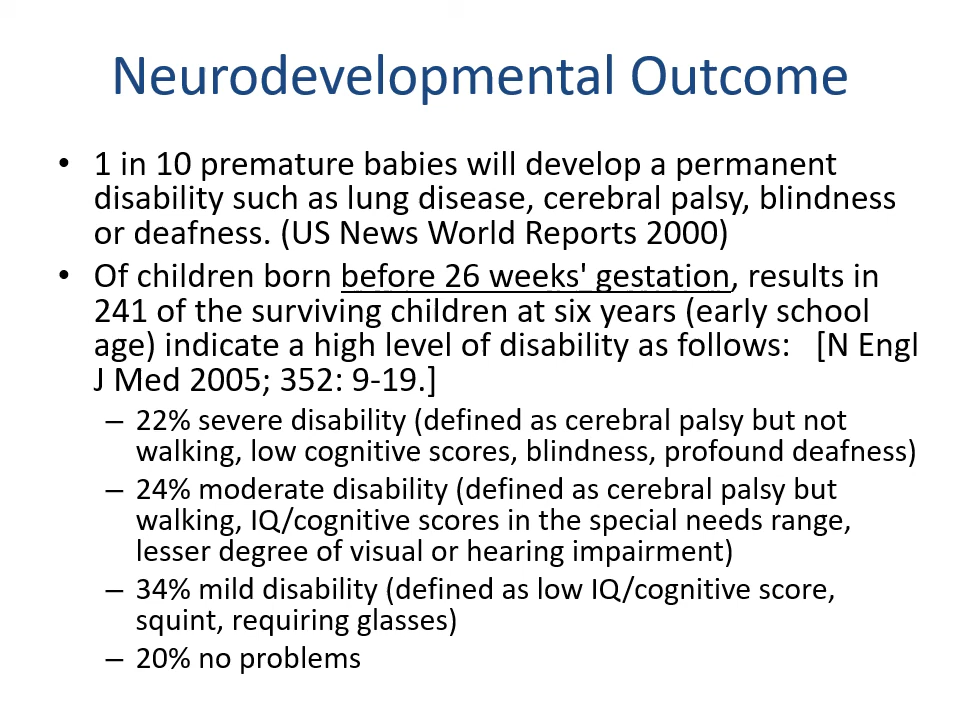 Neurodevelopmental Outcome
• 1 in 10 premature babies will develop a permanent
disability such as lung disease, cerebral palsy, blindness
or deafness. (US News World Reports 2000)
• Of children born before 26 weeks' gestation, results in
241 of the surviving children at six years (early school
age) indicate a high level of disability as follows:   [N Engl
J Med 2005; 352: 9-19.]
– 22% severe disability (defined as cerebral palsy but not
walking, low cognitive scores, blindness, profound deafness)
– 24% moderate disability (defined as cerebral palsy but
walking, IQ/cognitive scores in the special needs range,
lesser degree of visual or hearing impairment)
– 34% mild disability (defined as low IQ/cognitive score,
squint, requiring glasses)
– 20% no problems